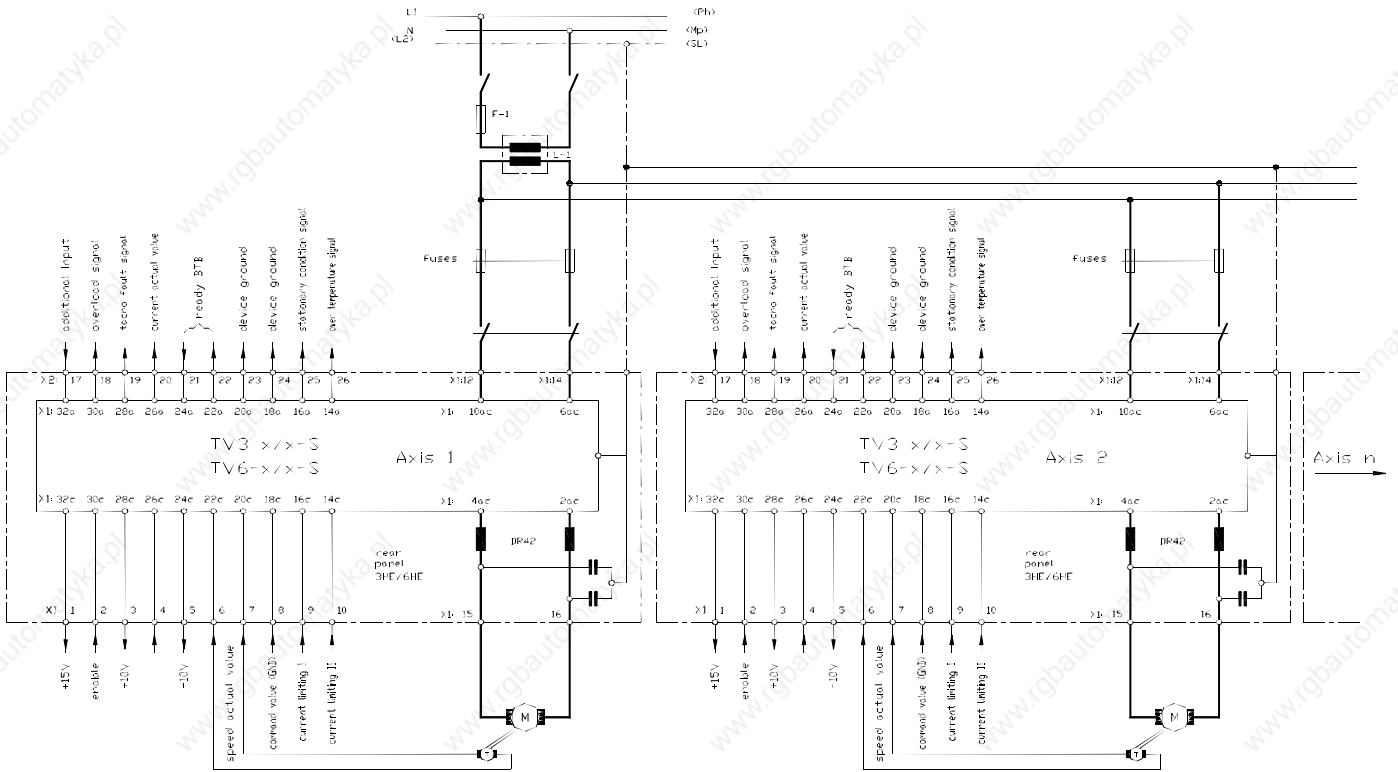 L1 (Ph)
N (Mp)
(L2) (SL)
F-1
L-1
fuses
fuses
additional input
overload signal
tacho fault signal
current actual value
ready BTB
device ground
device ground
stationary condition signal
over temperature signal
additional input
overload signal
tacho fault signal
current actual value
ready BTB
device ground
device ground
stationary condition signal
over temperature signal
X2: 17 18 19 20 21 22 23 24 25 26 X1:12 X1:14
X2: 17 18 19 20 21 22 23 24 25 26 X1:12 X1:14
X1: 32a 30a 28a 26a 24a 22a 20a 18a 16a 14a X1: 10ac 6ac
X1: 32a 30a 28a 26a 24a 22a 20a 18a 16a 14a X1: 10ac 6ac
TV3 x/x-S
TV6-x/x-S
Axis 1
TV3 x/x-S
TV6-x/x-S
Axis 2
Axis n
X1: 32c 30c 28c 26c 24c 22c 20c 18c 16c 14c X1: 4ac 2ac
X1: 32c 30c 28c 26c 24c 22c 20c 18c 16c 14c X1: 4ac 2ac
DR42
rear
panel
3HE/6HE
DR42
rear
panel
3HE/6HE
X1 1 2 3 4 5 6 7 8 9 10 X1: 15 16
X1 1 2 3 4 5 6 7 8 9 10 X1: 15 16
+15V
enable
+10V
-10V
speed actual value
command value (GND)
current limiting I
current limiting II
M
T
+15V
enable
+10V
-10V
speed actual value
command value (GND)
current limiting I
current limiting II
M
T
www.rgbautomatyka.pl